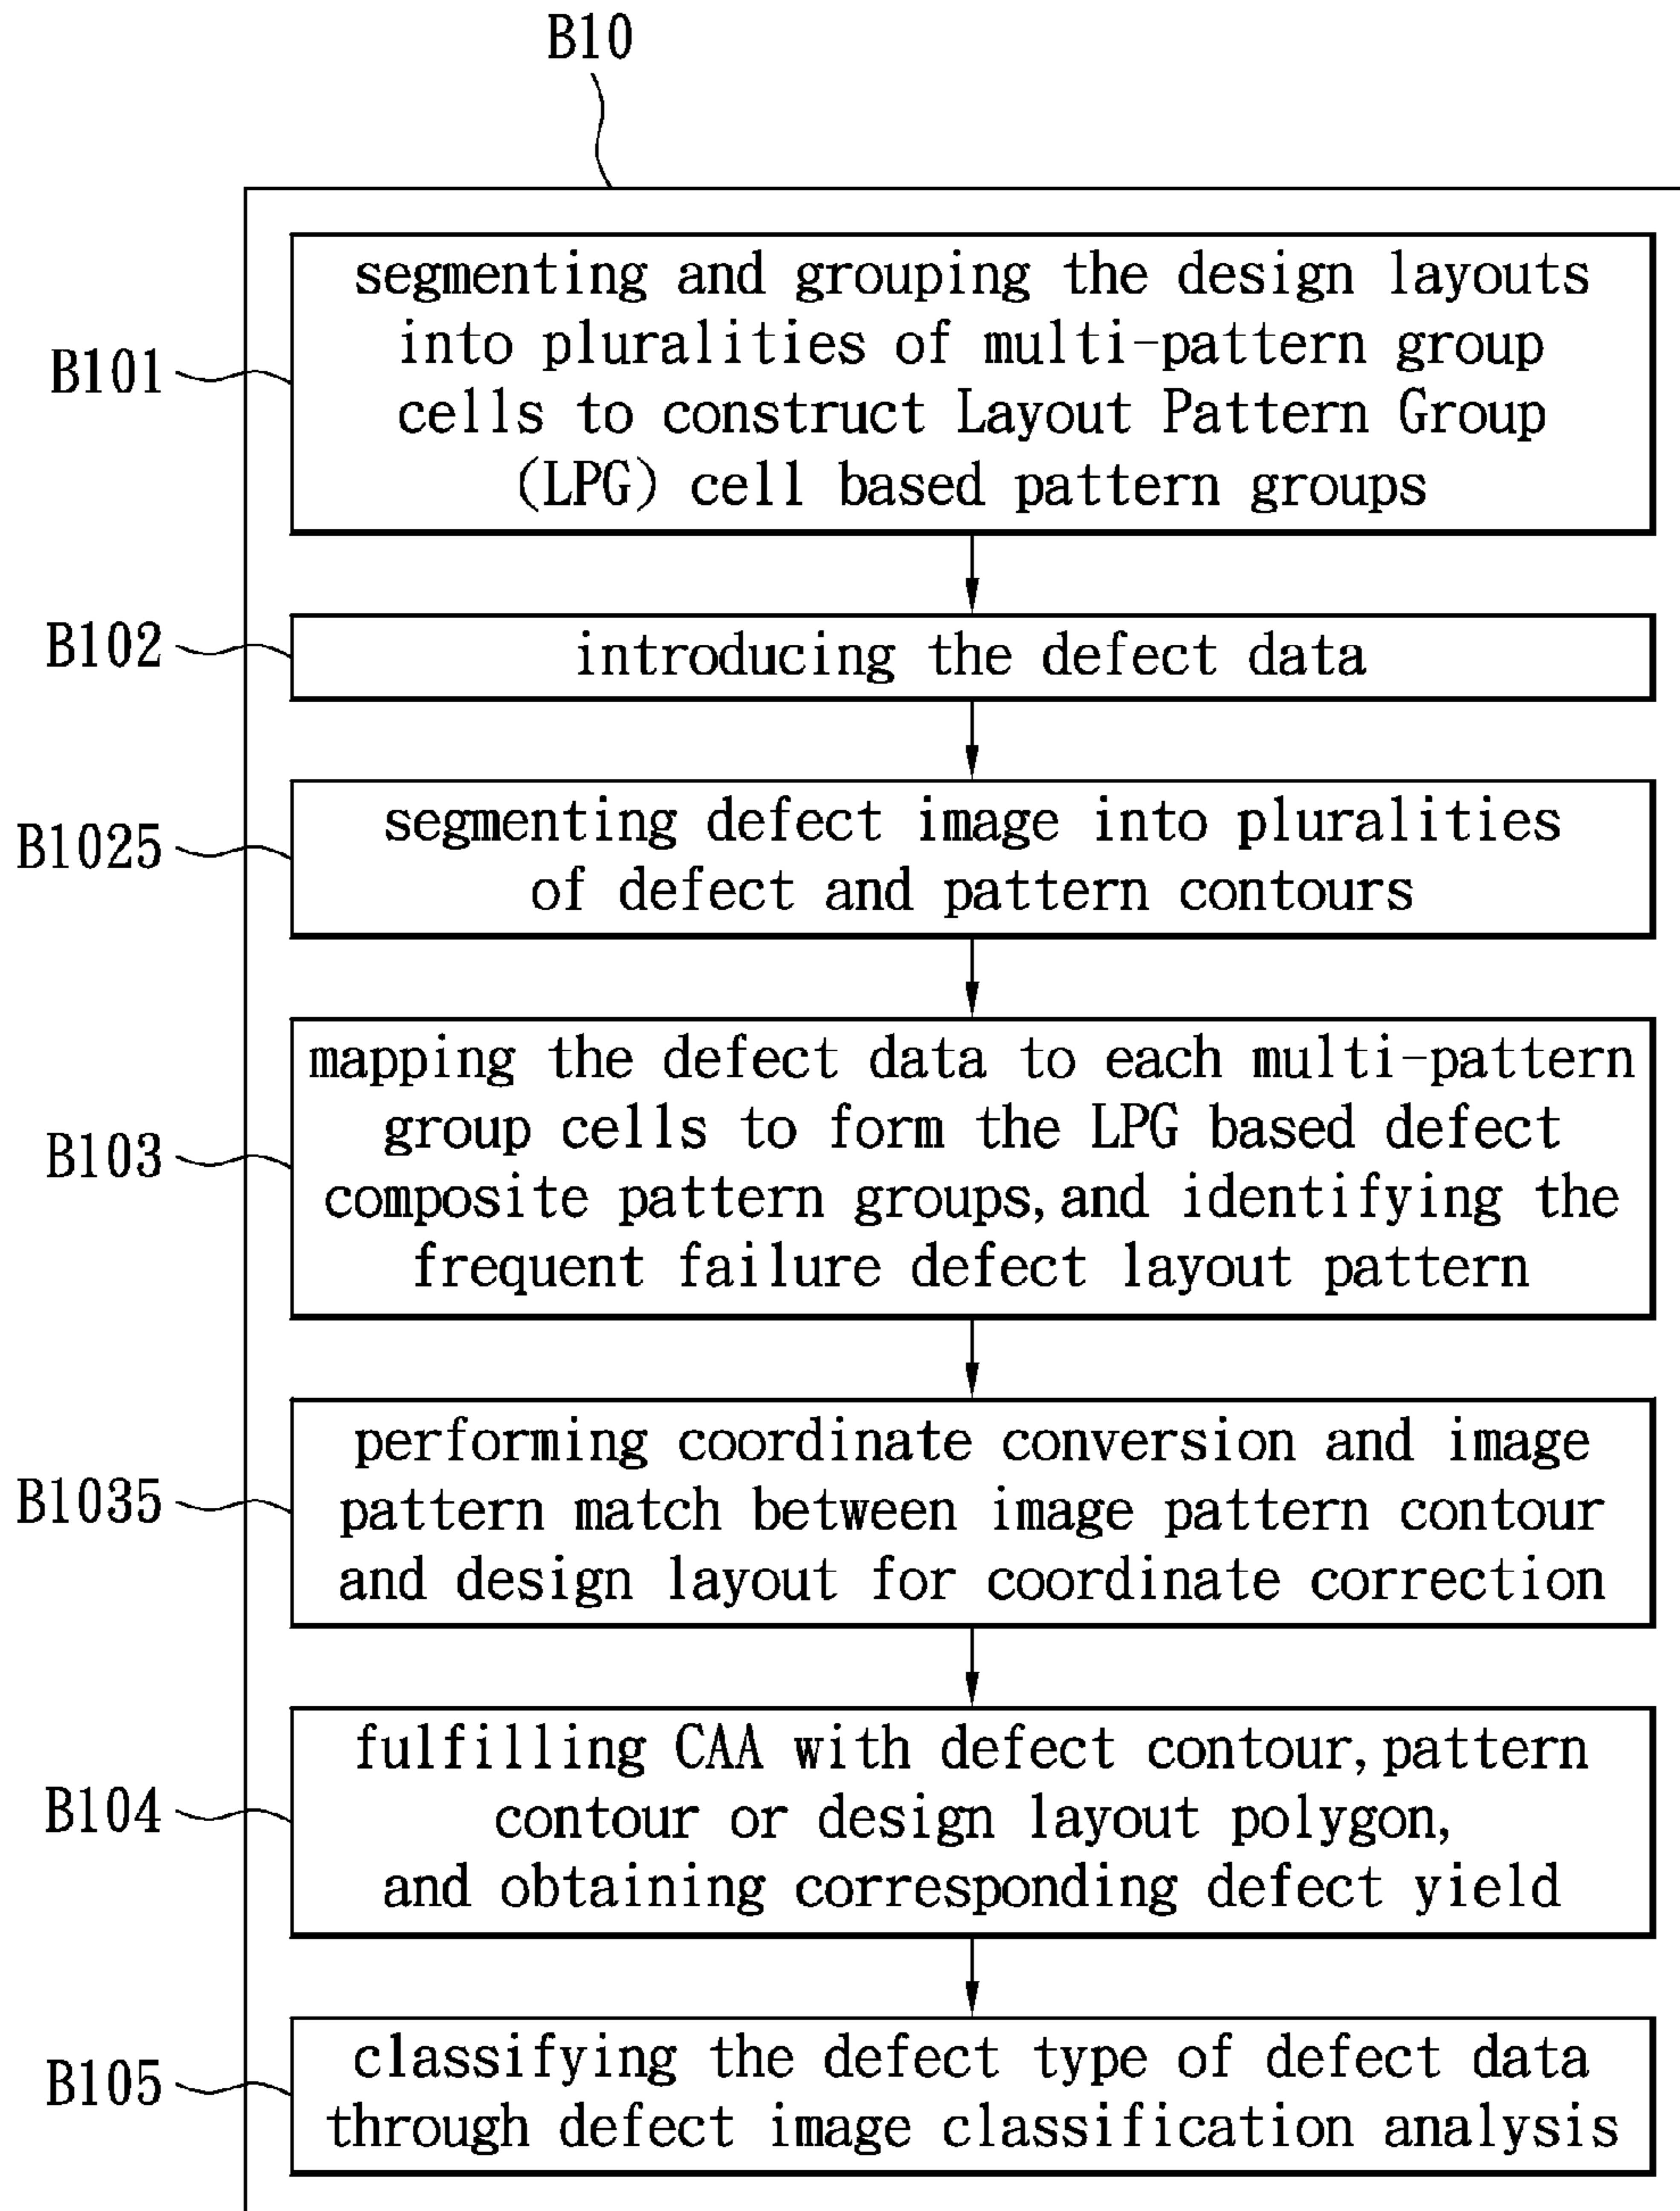 B10
B101
segmenting and grouping the design layouts
into pluralities of multi-pattern group
cells to construct Layout Pattern Group
(LPG) cell based pattern groups
B102
introducing the defect data
B1025
segmenting defect image into pluralities
of defect and pattern contours
B103
mapping the defect data to each multi-pattern
group cells to form the LPG based defect
composite pattern groups, and identifying the
frequent failure defect layout pattern
B1035
performing coordinate conversion and image
pattern match between image pattern contour
and design layout for coordinate correction
B104
fulfilling CAA with defect contour, pattern
contour or design layout polygon,
and obtaining corresponding defect yield
B105
classifying the defect type of defect data
through defect image classification analysis